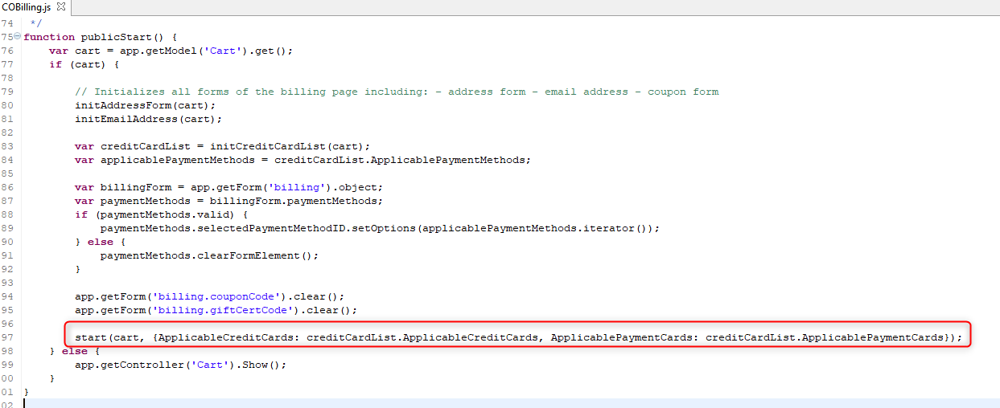 COBilling.js
74  */
75 function publicStart() {
76     var cart = app.getModel('Cart').get();
77     if (cart) {
78
79         // Initializes all forms of the billing page including: - address form - email address - coupon form
80         initAddressForm(cart);
81         initEmailAddress(cart);
82
83         var creditCardList = initCreditCardList(cart);
84         var applicablePaymentMethods = creditCardList.ApplicablePaymentMethods;
85
86         var billingForm = app.getForm('billing').object;
87         var paymentMethods = billingForm.paymentMethods;
88         if (paymentMethods.valid) {
89             paymentMethods.selectedPaymentMethodID.setOptions(applicablePaymentMethods.iterator());
90         } else {
91             paymentMethods.clearFormElement();
92         }
93
94         app.getForm('billing.couponCode').clear();
95         app.getForm('billing.giftCertCode').clear();
96
97         start(cart, {ApplicableCreditCards: creditCardList.ApplicableCreditCards, ApplicablePaymentCards: creditCardList.ApplicablePaymentCards});
98     } else {
99         app.getController('Cart').Show();
00     }
01 }
02